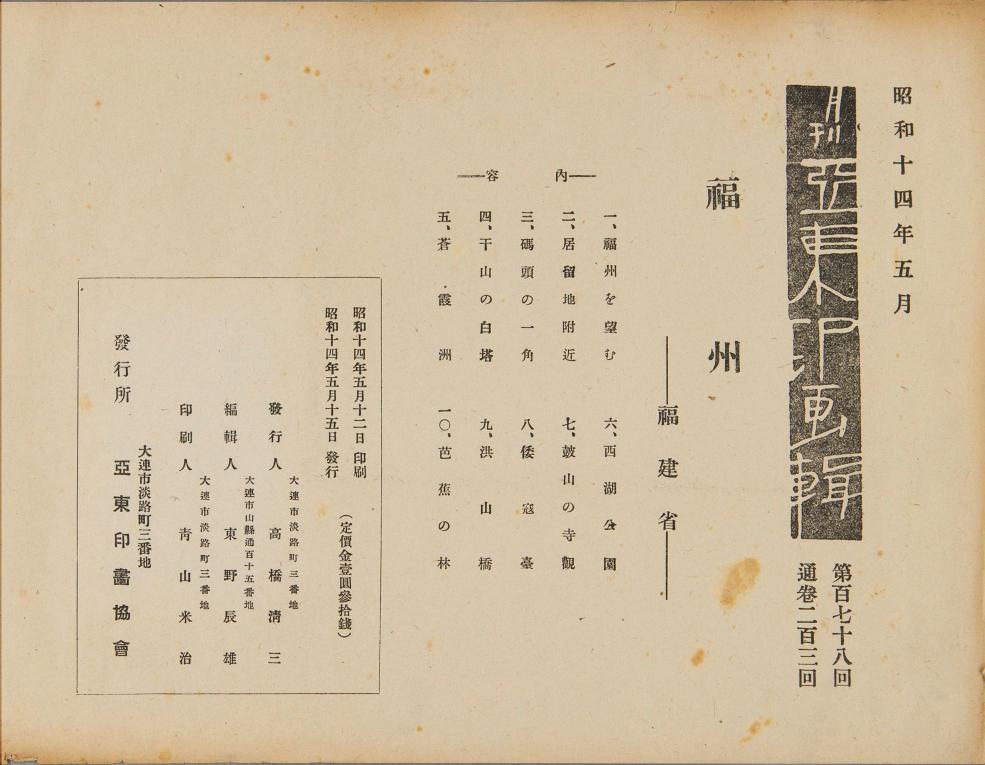 昭和十四年五月
月刊亞東印画輯
第百七十八回
通卷二百三回
福州
――福建省――
――內容――
一、福州を望む
二、居留地附近
三、碼頭の一角
四、干山の白塔
五、蒼霞洲
六、西湖公園
七、皷山の寺觀
八、倭寇臺
九、洪山橋
一〇、芭蕉の林
昭和十四年五月十二日印刷
昭和十四年五月十五日發行
(定價金壹圓參拾錢)
大連市淡路町三番地
發行人 高橋淸三
大連市山縣通百十五番地
編輯人 東野辰雄
大連市淡路町三番地
印刷人 靑山米治
大連市淡路町三番地
發行所 亞東印畫協會